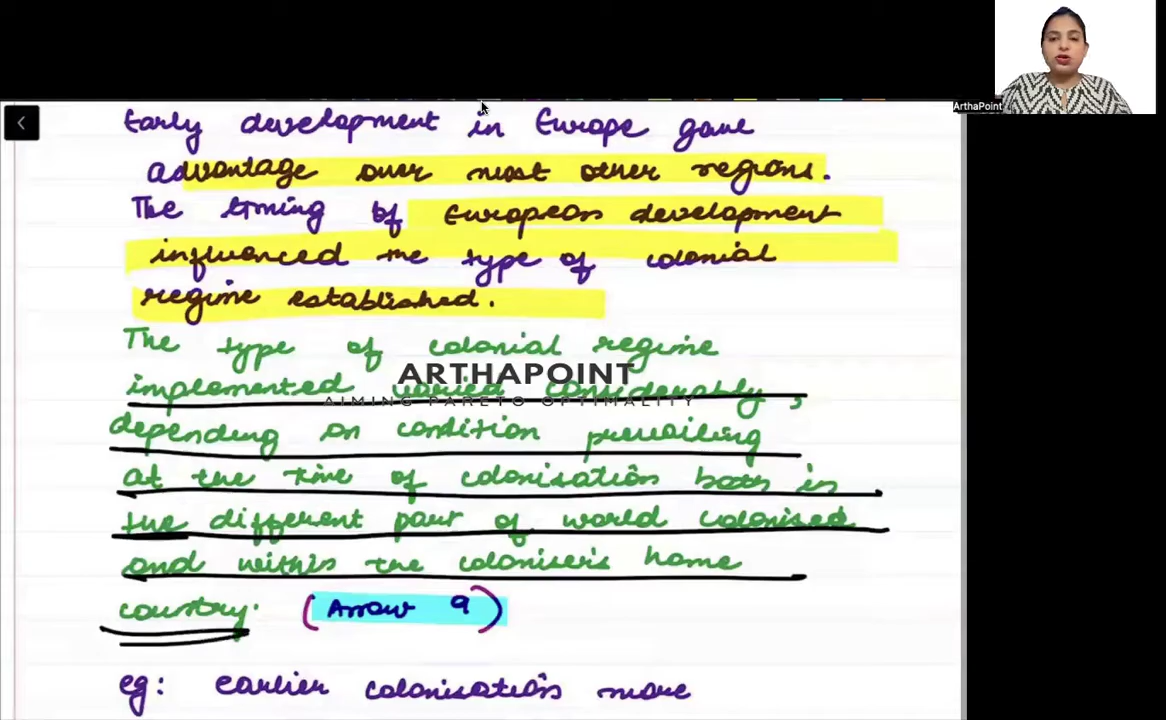 ArthaPoint
Early development in Europe gave
advantage over most other regions.
The timing of European development
influenced the type of colonial
regime established.
The type of colonial regime
ARTHAPOINT
implemented varied considerably,
AIMING PARETO OPTIMALITY
depending on condition prevailing
at the time of colonisation both in
the different part of world colonised
and within the coloniser's home
country. (Arrow 9)
eg: earlier colonisation more